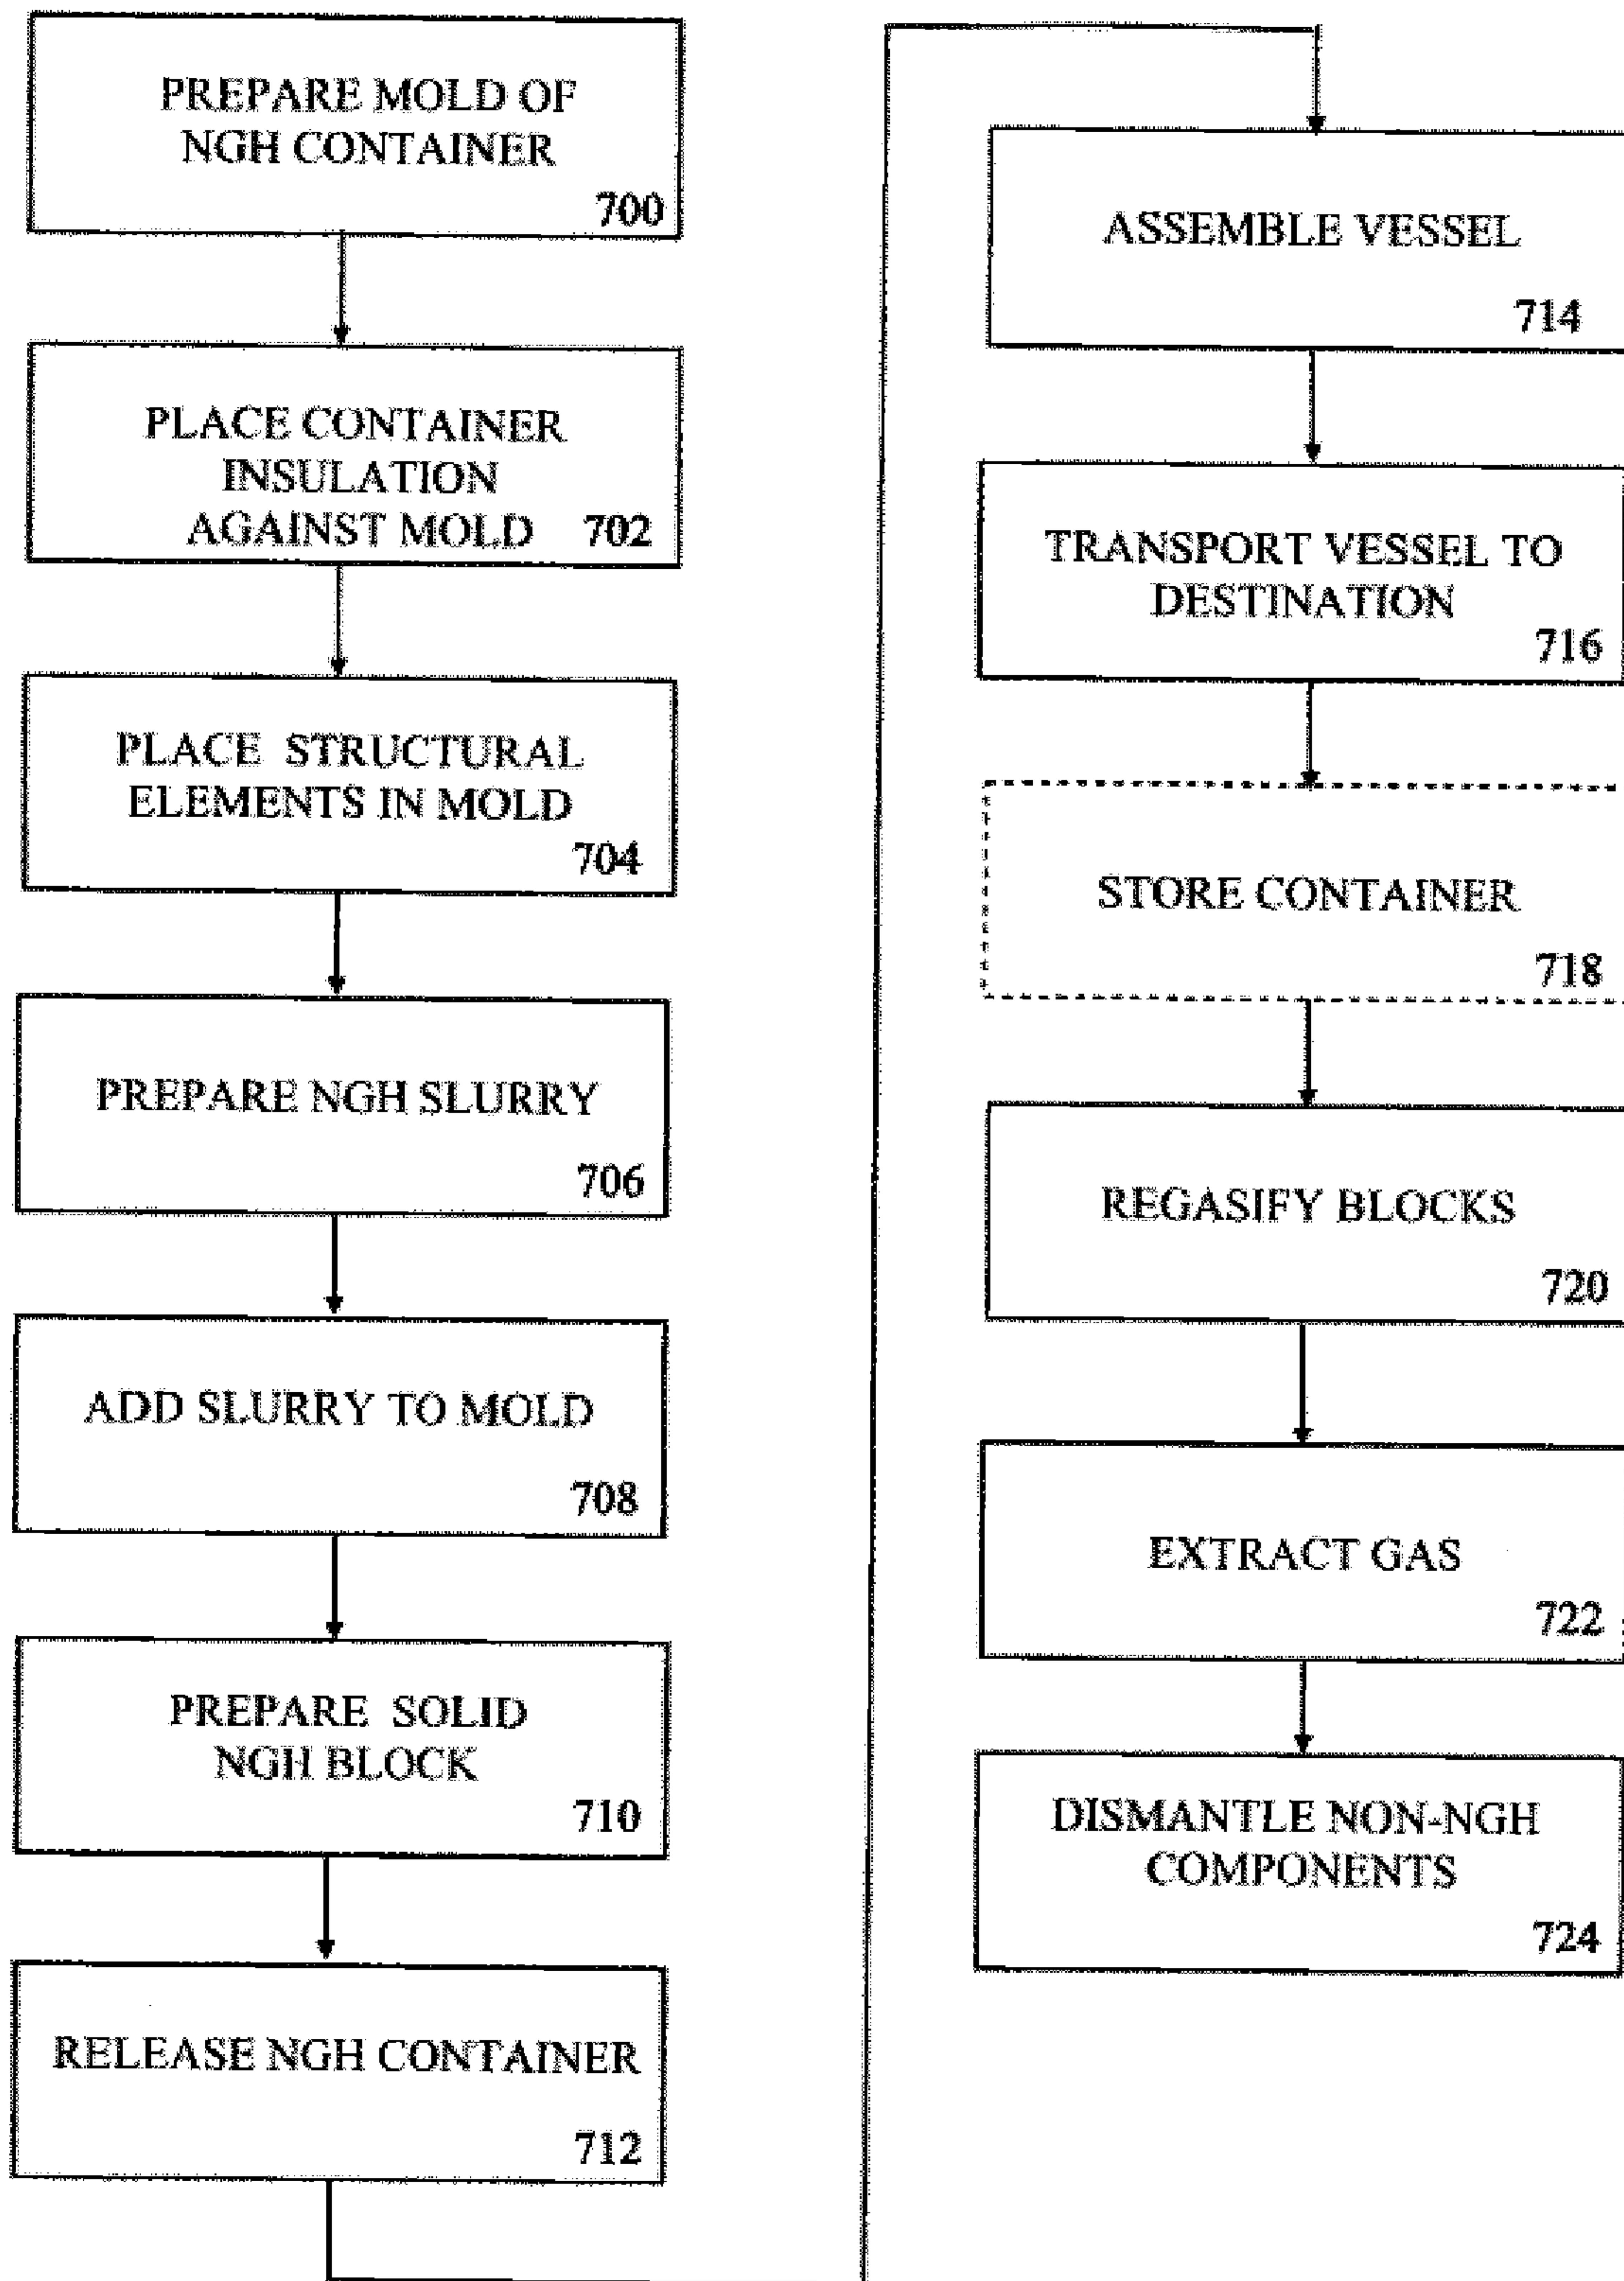 PREPARE MOLD OF
NGH CONTAINER
700
PLACE CONTAINER
INSULATION
AGAINST MOLD 702
PLACE STRUCTURAL
ELEMENTS IN MOLD
704
PREPARE NGH SLURRY
706
ADD SLURRY TO MOLD
708
PREPARE SOLID
NGH BLOCK
710
RELEASE NGH CONTAINER
712
ASSEMBLE VESSEL
714
TRANSPORT VESSEL TO
DESTINATION
716
STORE CONTAINER
718
REGASIFY BLOCKS
720
EXTRACT GAS
722
DISMANTLE NON-NGH
COMPONENTS
724